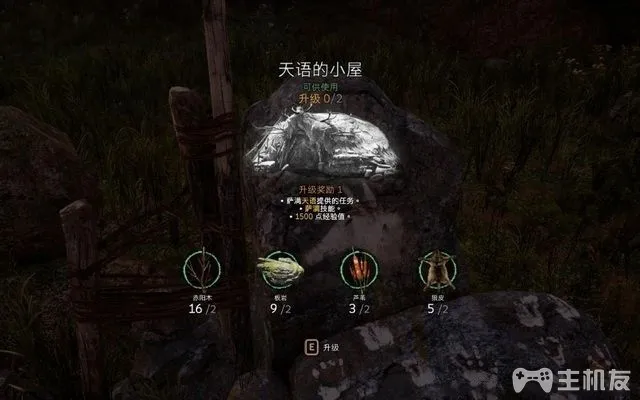 天语的小屋
可供使用
升级 0/2
升级奖励 1
• 萨满天语提供的任务。
• 萨满技能。
• 1500 点经验值。
赤阳木
板岩
芦苇
狼皮
16 /2
9 /2
3 /2
5 /2
E 升级
主机友